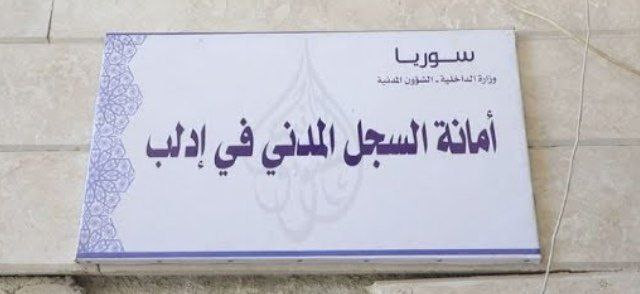 سوريا
وزارة الداخلية - الشؤون المدنية
أمانة السجل المدني في إدلب